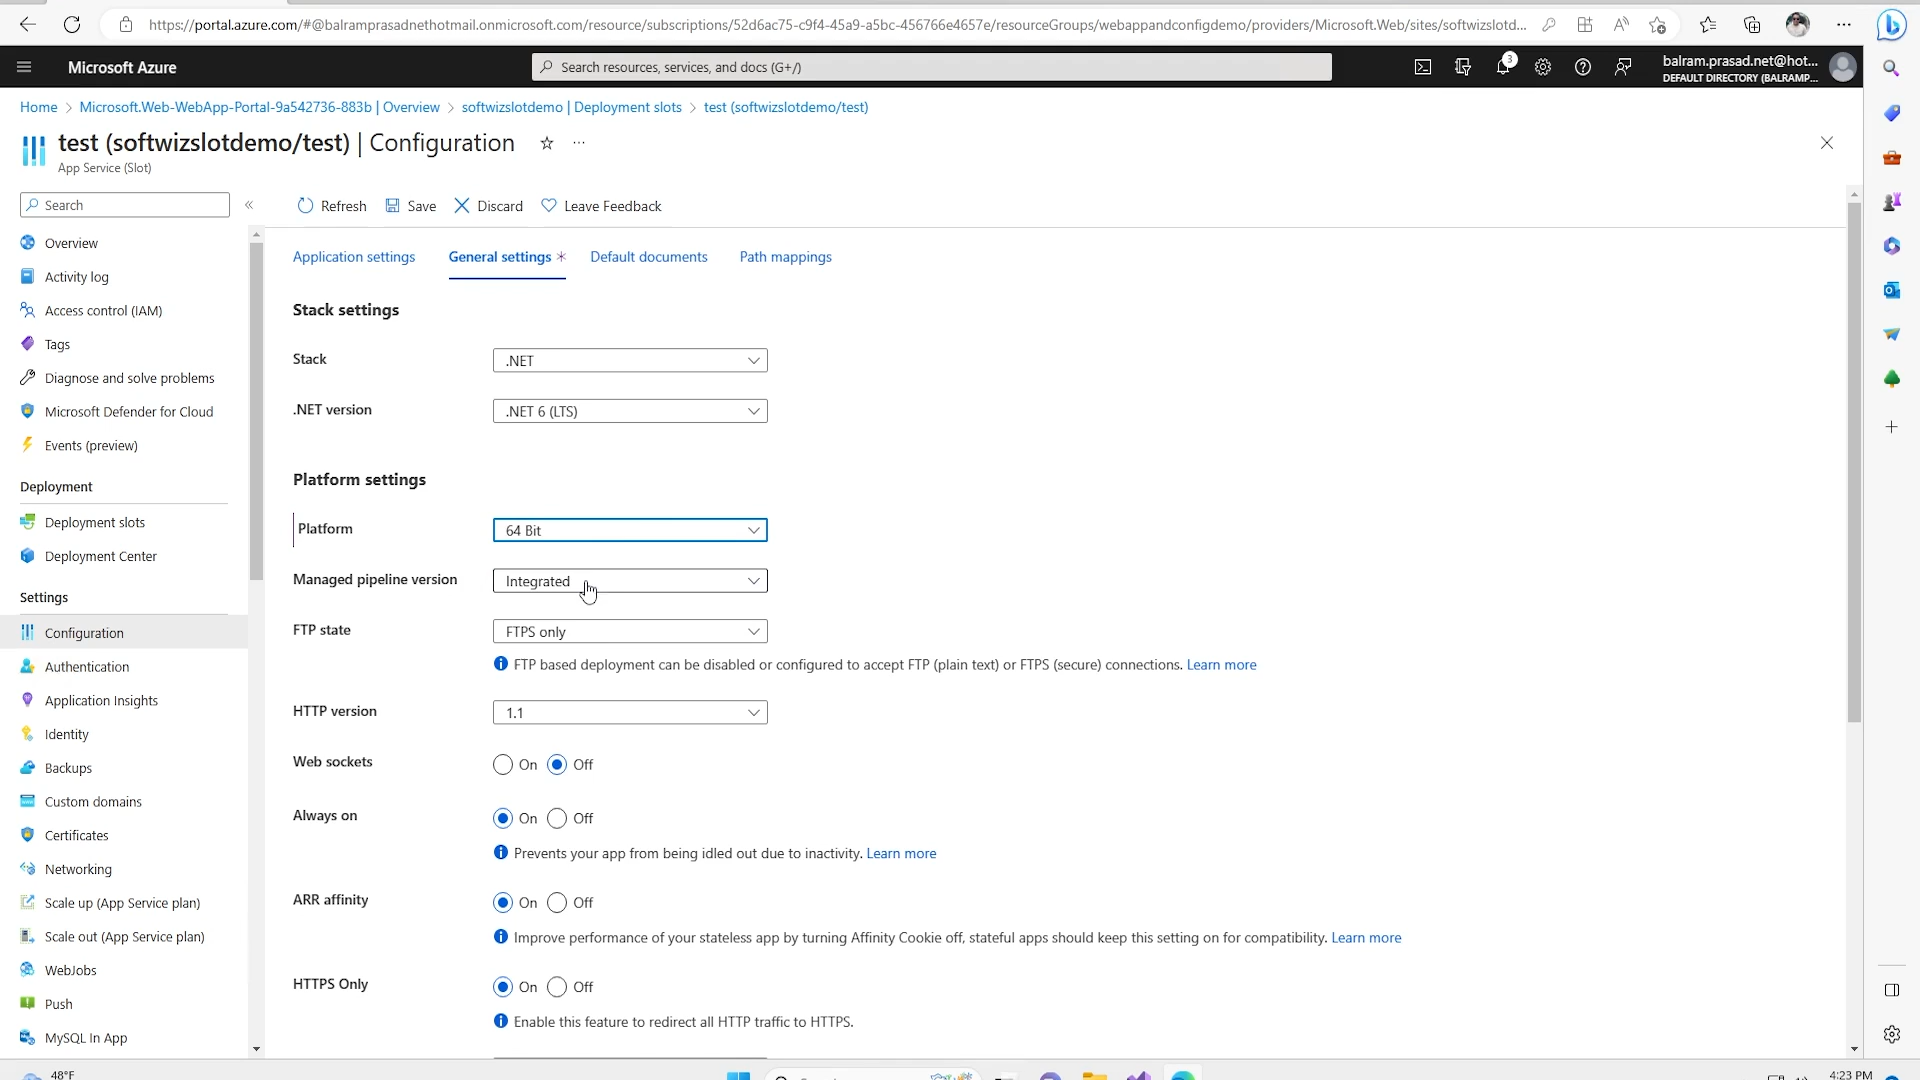 https://portal.azure.com/#@balramprasadnethotmail.onmicrosoft.com/resource/subscriptions/52d6ac75-c9f4-45a9-a5bc-456766e4657e/resourceGroups/webappandconfigdemo/providers/Microsoft.Web/sites/softwizslotd...
Microsoft Azure
Search resources, services, and docs (G+/)
3
balram.prasad.net@hot...
DEFAULT DIRECTORY (BALRAMP...
Home > Microsoft.Web-WebApp-Portal-9a542736-883b | Overview > softwizslotdemo | Deployment slots > test (softwizslotdemo/test)
test (softwizslotdemo/test) | Configuration
App Service (Slot)
Search
Refresh Save Discard Leave Feedback
Overview
Activity log
Access control (IAM)
Tags
Diagnose and solve problems
Microsoft Defender for Cloud
Events (preview)
Deployment
Deployment slots
Deployment Center
Settings
Configuration
Authentication
Application Insights
Identity
Backups
Custom domains
Certificates
Networking
Scale up (App Service plan)
Scale out (App Service plan)
WebJobs
Push
MySQL In App
Application settings General settings * Default documents Path mappings
Stack settings
Stack .NET
.NET version .NET 6 (LTS)
Platform settings
Platform 64 Bit
Managed pipeline version Integrated
FTP state FTPS only
FTP based deployment can be disabled or configured to accept FTP (plain text) or FTPS (secure) connections. Learn more
HTTP version 1.1
Web sockets On Off
Always on On Off
Prevents your app from being idled out due to inactivity. Learn more
ARR affinity On Off
Improve performance of your stateless app by turning Affinity Cookie off, stateful apps should keep this setting on for compatibility. Learn more
HTTPS Only On Off
Enable this feature to redirect all HTTP traffic to HTTPS.
48°F
4:23 PM